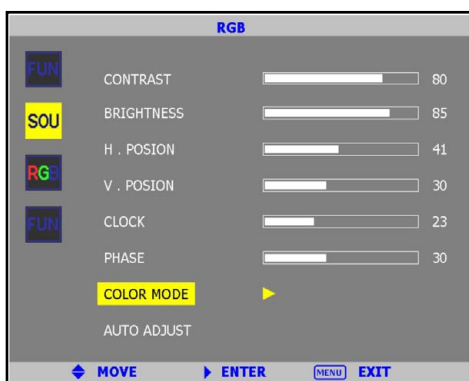 RGB
FUN
SOU
RGB
FUN
CONTRAST 80
BRIGHTNESS 85
H . POSION 41
V . POSION 30
CLOCK 23
PHASE 30
COLOR MODE
AUTO ADJUST
MOVE ENTER MENU EXIT